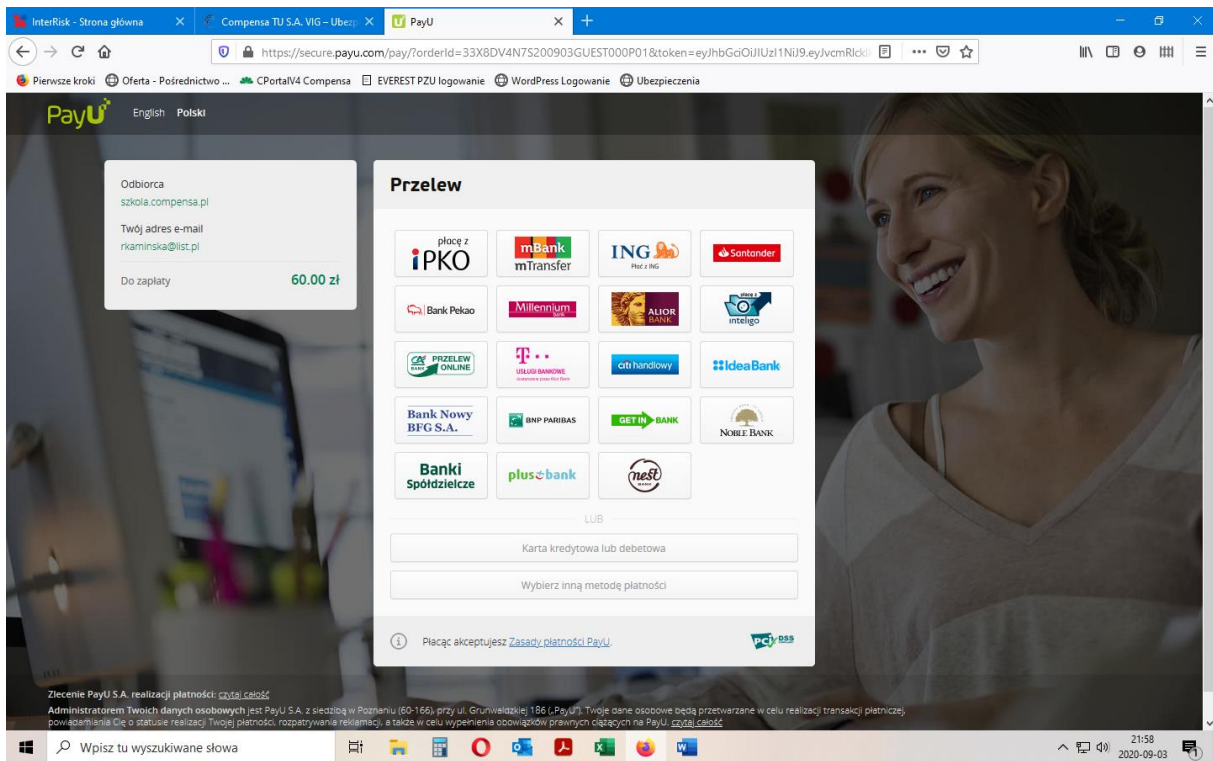 InterRisk - Strona główna
Compensa TU S.A. VIG – Ubezp
PayU
https://secure.payu.com/pay/?orderId=33X8DV4N7S200903GUEST000P01&token=
Pierwsze kroki
Oferta - Pośrednictwo ...
CPortalV4 Compensa
EVEREST PZU logowanie
WordPress Logowanie
Ubezpieczenia
PayU
English Polski
Odbiorca
szkola.compensa.pl
Twój adres e-mail
rkaminska@list.pl
Do zapłaty 60.00 zł
Przelew
płacę z
iPKO
mBank
mTransfer
ING
Płać z ING
Santander
Bank Pekao
Millennium
bank
ALIOR
BANK
płacę z
inteligo
CA
BANK
PRZELEW
ONLINE
T..
USŁUGI BANKOWE
citi handlowy
IdeaBank
Bank Nowy
BFG S.A.
BNP PARIBAS
GET IN BANK
NOBLE BANK
Banki
Spółdzielcze
plus bank
nest
BANK
LUB
Karta kredytowa lub debetowa
Wybierz inną metodę płatności
i
Płacąc akceptujesz Zasady płatności PayU.
PCI DSS
Zlecenie PayU S.A. realizacji płatności: czytaj całość
Administratorem Twoich danych osobowych jest PayU S.A. z siedzibą w Poznaniu (60-166), przy ul. Grunwaldzkiej 186 („PayU"). Twoje dane osobowe będą przetwarzane w celu realizacji transakcji płatniczej,
powiadamiania Cię o statusie realizacji Twojej płatności, rozpatrywania reklamacji, a także w celu wypełnienia obowiązków prawnych ciążących na PayU. czytaj całość
Wpisz tu wyszukiwane słowa
21:58
2020-09-03
1